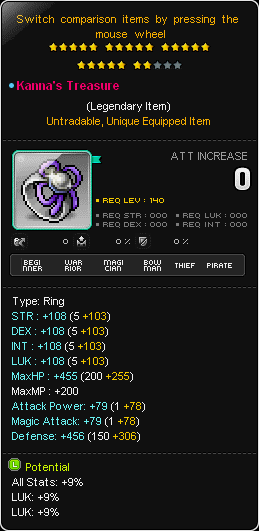 Switch comparison items by pressing the
mouse wheel
Kanna's Treasure
(Legendary Item)
Untradable, Unique Equipped Item
ATT INCREASE
0
REQ LEV : 140
REQ STR : 000 REQ LUK : 000
REQ DEX : 000 REQ INT : 000
0 0 % 0 %
BEGINNER WARRIOR MAGICIAN BOWMAN THIEF PIRATE
Type: Ring
STR : +108 (5 +103)
DEX : +108 (5 +103)
INT : +108 (5 +103)
LUK : +108 (5 +103)
MaxHP : +455 (200 +255)
MaxMP : +200
Attack Power: +79 (1 +78)
Magic Attack: +79 (1 +78)
Defense: +456 (150 +306)
L Potential
All Stats: +9%
LUK: +9%
LUK: +9%